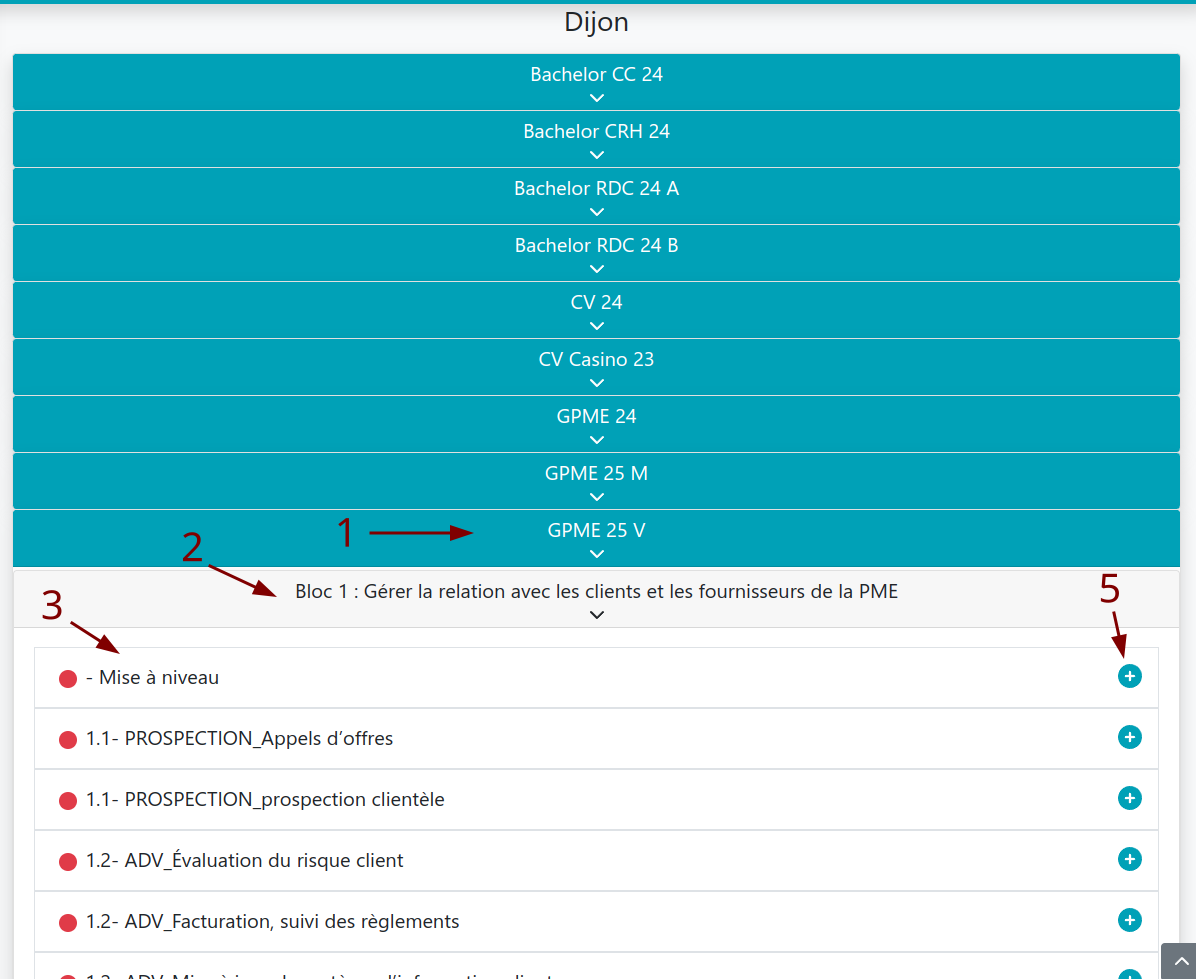 Dijon
Bachelor CC 24
Bachelor CRH 24
Bachelor RDC 24 A
Bachelor RDC 24 B
CV 24
CV Casino 23
GPME 24
GPME 25 M
1 GPME 25 V
2 Bloc 1 : Gérer la relation avec les clients et les fournisseurs de la PME 5
3
- Mise à niveau
1.1- PROSPECTION_Appels d’offres
1.1- PROSPECTION_prospection clientèle
1.2- ADV_Évaluation du risque client
1.2- ADV_Facturation, suivi des règlements